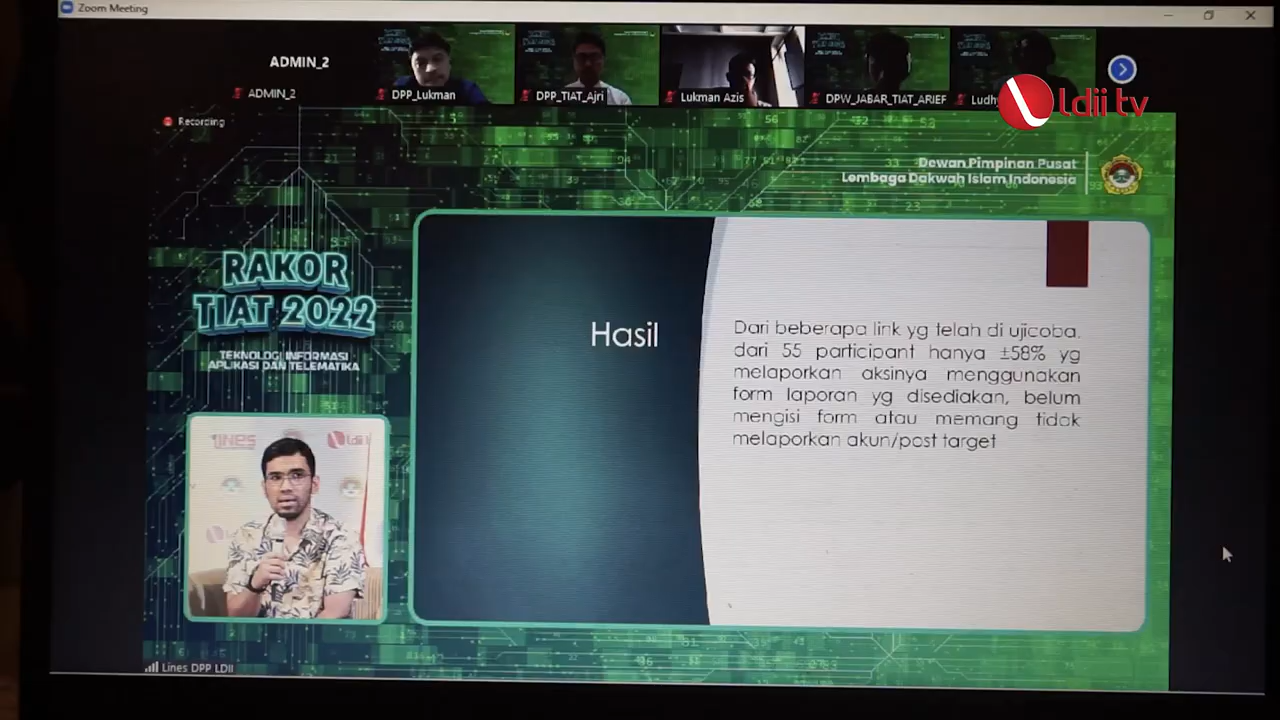 Zoom Meeting
ADMIN_2
ADMIN_2
DPP_Lukman
DPP_TIAT_Ajri
Lukman Azis
DPW_JABAR_TIAT_ARIEF
Ludhy
Ldii tv
Recording
Dewan Pimpinan Pusat
Lembaga Dakwah Islam Indonesia
RAKOR
TIAT 2022
TEKNOLOGI INFORMASI
APLIKASI DAN TELEMATIKA
Hasil
Dari beberapa link yg telah di ujicoba,
dari 55 participant hanya ±58% yg
melaporkan aksinya menggunakan
form laporan yg disediakan, belum
mengisi form atau memang tidak
melaporkan akun/post target
LINES
Lines DPP LDII